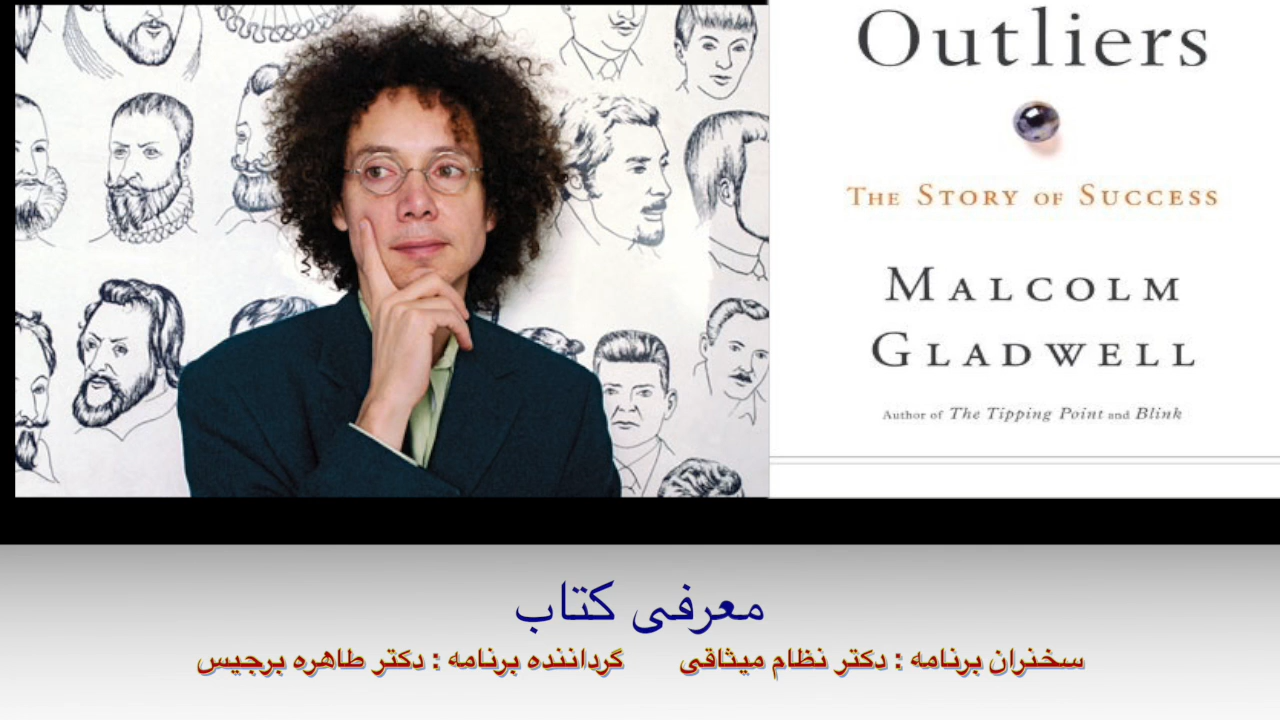 Outliers
THE STORY OF SUCCESS
MALCOLM
GLADWELL
Author of The Tipping Point and Blink
معرفی کتاب
سخنران برنامه : دکتر نظام میثاقی گرداننده برنامه : دکتر طاهره برجیس